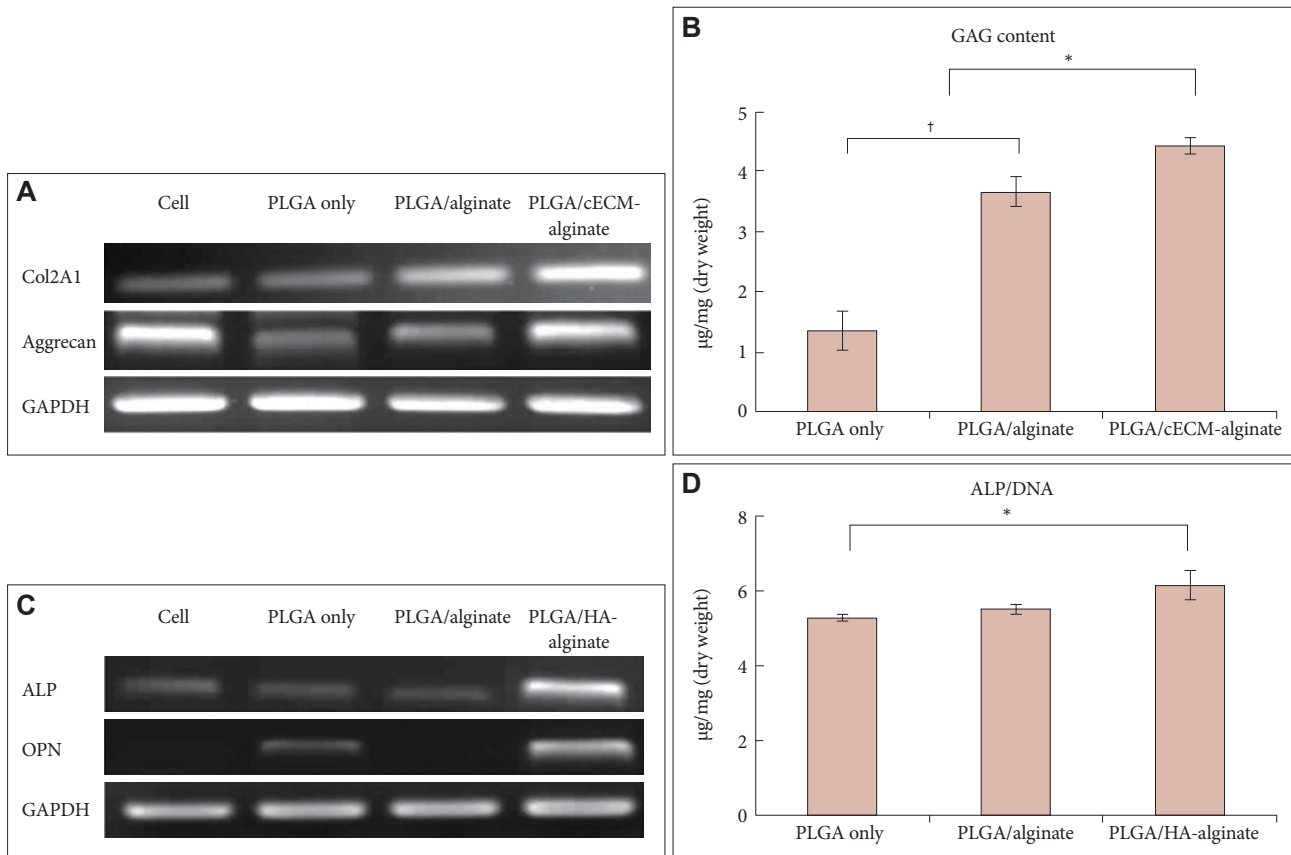 A
Cell PLGA only PLGA/alginate PLGA/cECM-
alginate
Col2A1
Aggrecan
GAPDH
B
GAG content
*
†
µg/mg (dry weight)
5
4
3
2
1
0
PLGA only PLGA/alginate PLGA/cECM-alginate
C
Cell PLGA only PLGA/alginate PLGA/HA-
alginate
ALP
OPN
GAPDH
D
ALP/DNA
*
µg/mg (dry weight)
8
6
4
2
0
PLGA only PLGA/alginate PLGA/HA-alginate